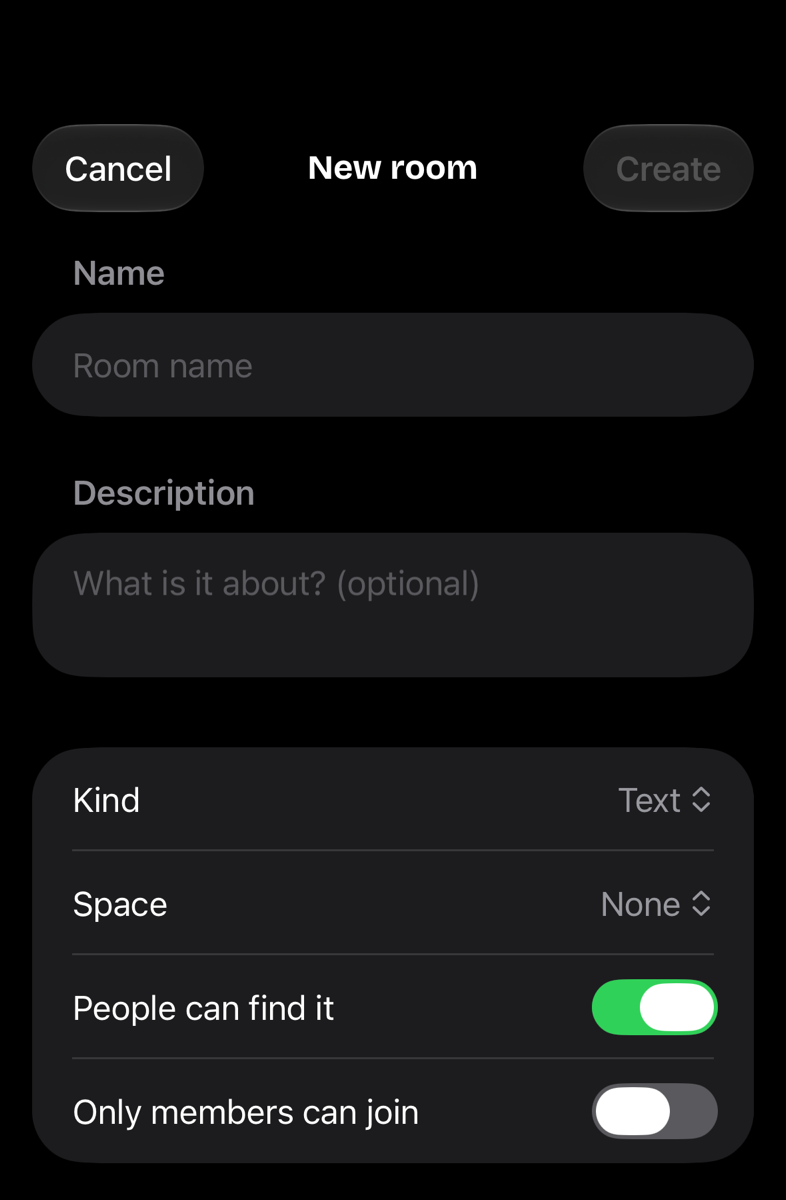 Cancel New room Create
Name
Room name
Description
What is it about? (optional)
Kind Text
Space None
People can find it
Only members can join